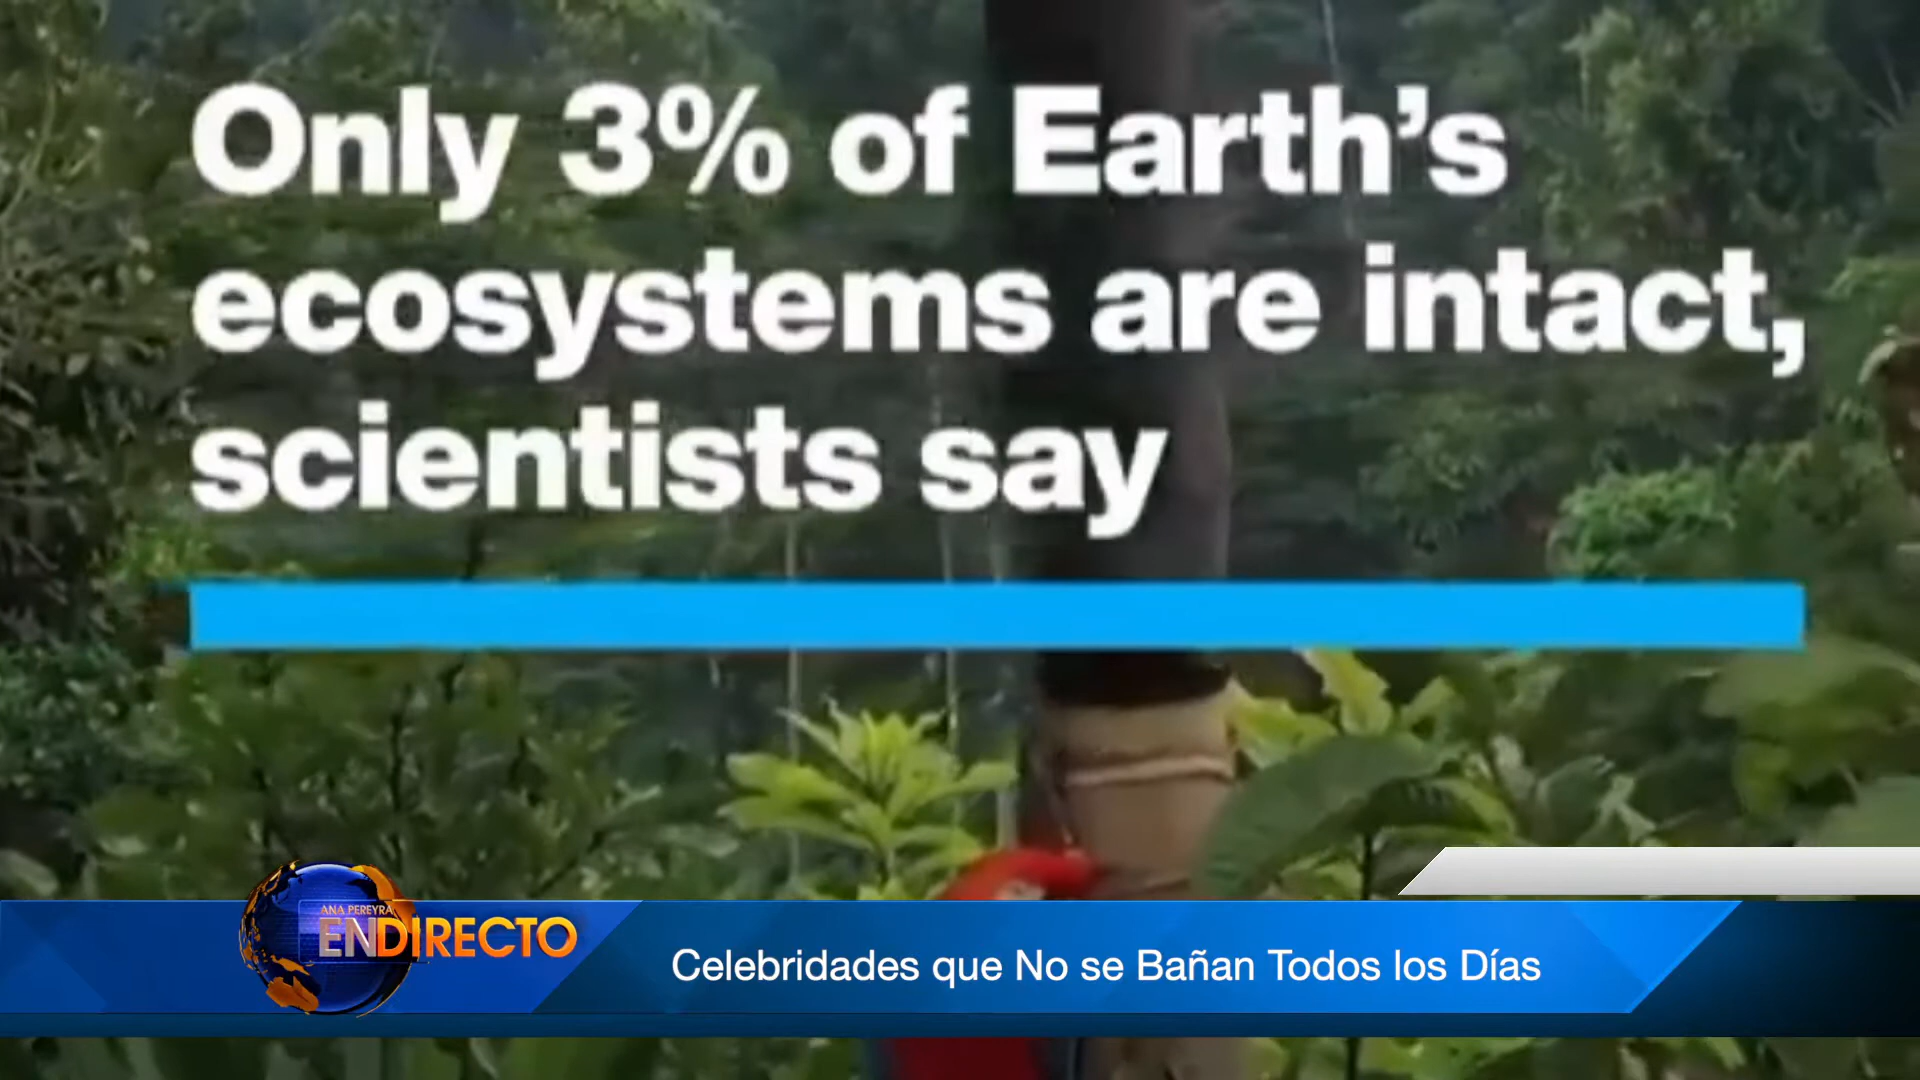 Only 3% of Earth’s
ecosystems are intact,
scientists say
ANA PEREYRA
ENDIRECTO
Celebridades que No se Bañan Todos los Días